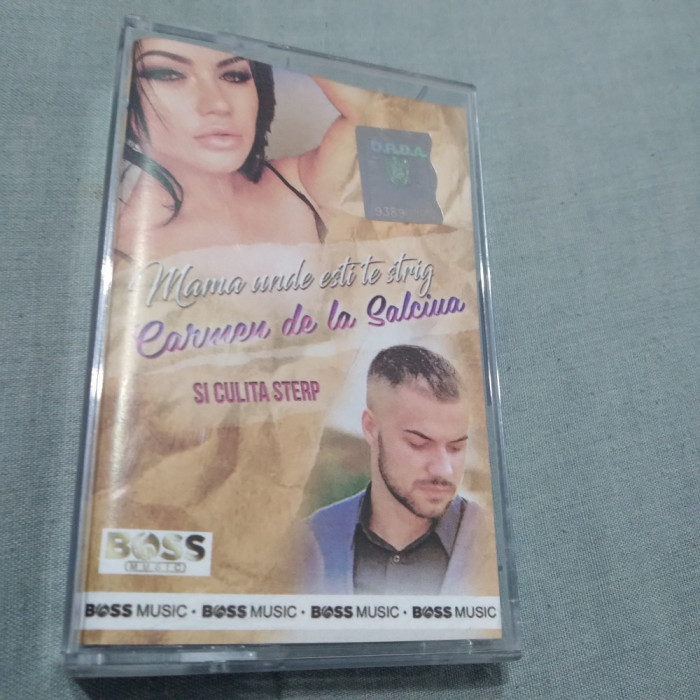 O.R.D.A.
Mama unde esti te strig
Carmen de la Salciua
SI CULITA STERP
BOSS
MUSIC
BOSS MUSIC • BOSS MUSIC • BOSS MUSIC • BOSS MUSIC